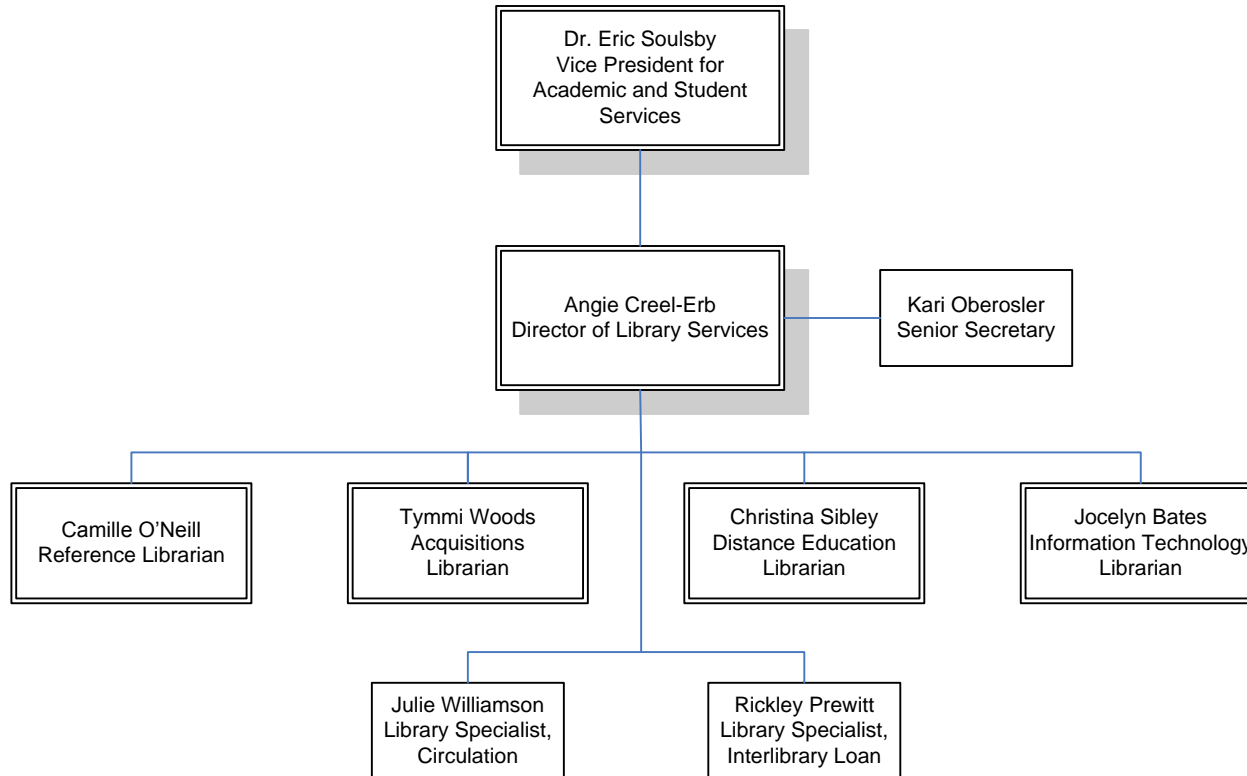 Dr. Eric Soulsby
Vice President for
Academic and Student
Services
Angie Creel-Erb
Director of Library Services
Kari Oberosler
Senior Secretary
Camille O’Neill
Reference Librarian
Tymmi Woods
Acquisitions
Librarian
Christina Sibley
Distance Education
Librarian
Jocelyn Bates
Information Technology
Librarian
Julie Williamson
Library Specialist,
Circulation
Rickley Prewitt
Library Specialist,
Interlibrary Loan